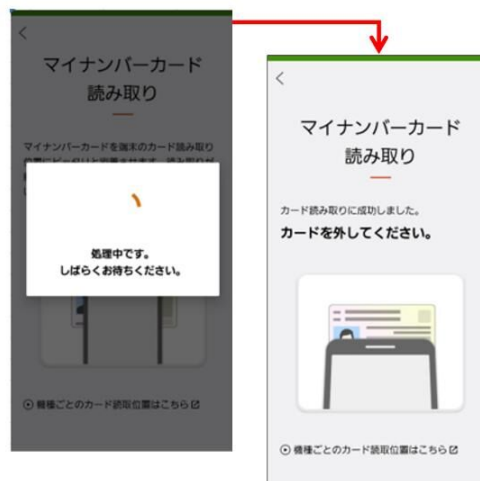 マイナンバーカード
読み取り
マイナンバーカードを端末のカード読み取り
処理中です。
しばらくお待ちください。
機種ごとのカード読取位置はこちら
マイナンバーカード
読み取り
カード読み取りに成功しました。
カードを外してください。
機種ごとのカード読取位置はこちら